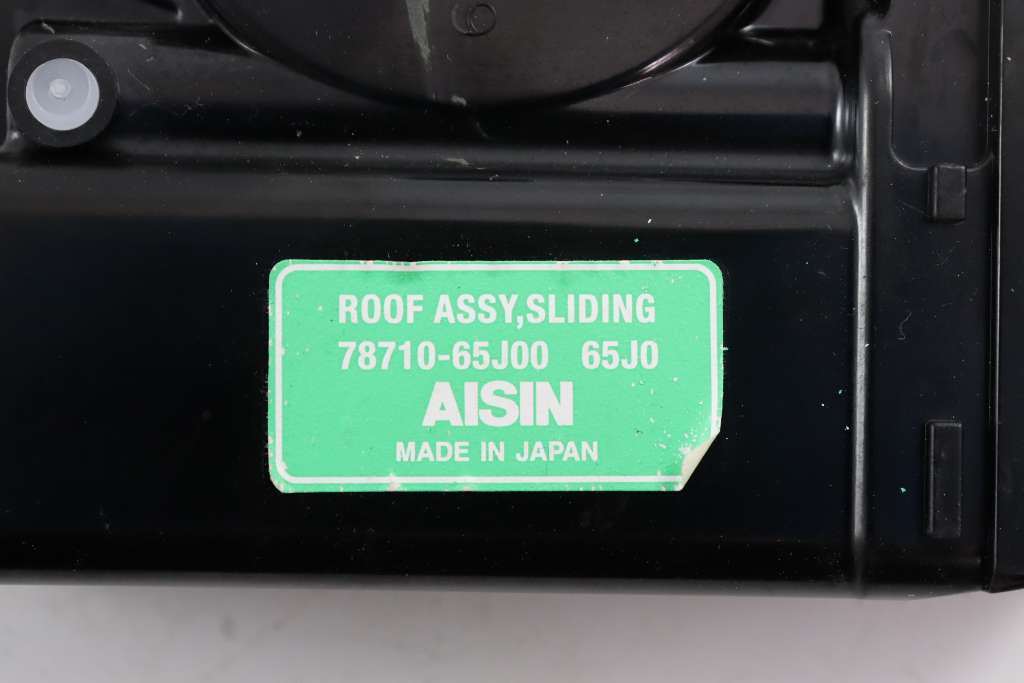 ROOF ASSY,SLIDING
78710-65J00 65J0
AISIN
MADE IN JAPAN